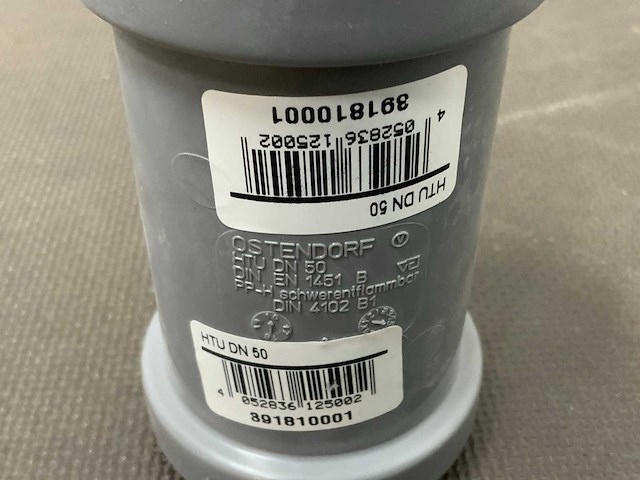 391810001
4 052836 125002
HTU DN 50
OSTENDORF
HTU DN 50
DIN EN 1451 B
PP-H schwerentflammbar
DIN 4102 B1
HTU DN 50
4 052836 125002
391810001